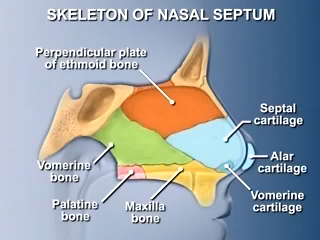 SKELETON OF NASAL SEPTUM
Perpendicular plate
of ethmoid bone
Septal
cartilage
Alar
cartilage
Vomerine
bone
Vomerine
cartilage
Palatine
bone
Maxilla
bone